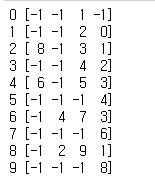 0 [-1 -1  1 -1]
1 [-1 -1  2  0]
2 [ 8 -1  3  1]
3 [-1 -1  4  2]
4 [ 6 -1  5  3]
5 [-1 -1 -1  4]
6 [-1  4  7  3]
7 [-1 -1 -1  6]
8 [-1  2  9  1]
9 [-1 -1 -1  8]